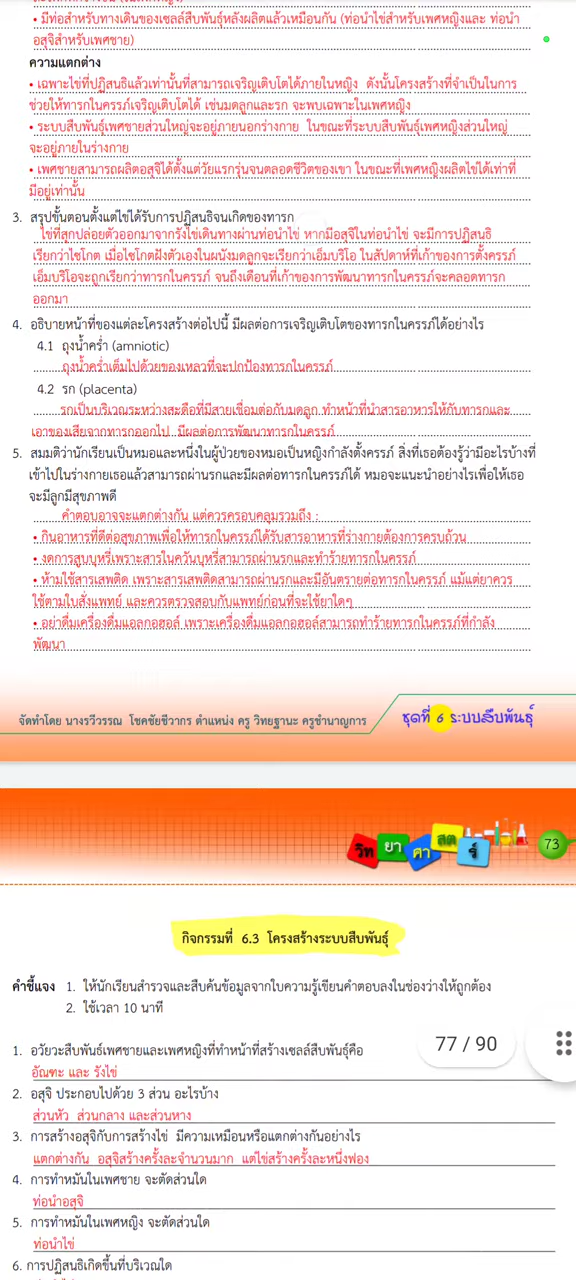 • มีท่อสำหรับทางเดินของเซลล์สืบพันธุ์หลังผลิตแล้วเหมือนกัน (ท่อนำไข่สำหรับเพศหญิงและ ท่อนำ
อสุจิสำหรับเพศชาย)
ความแตกต่าง
• เฉพาะไข่ที่ปฏิสนธิแล้วเท่านั้นที่สามารถเจริญเติบโตได้ภายในหญิง ดังนั้นโครงสร้างที่จำเป็นในการ
ช่วยให้ทารกในครรภ์เจริญเติบโตได้ เช่นมดลูกและรก จะพบเฉพาะในเพศหญิง
• ระบบสืบพันธุ์เพศชายส่วนใหญ่จะอยู่ภายนอกร่างกาย ในขณะที่ระบบสืบพันธุ์เพศหญิงส่วนใหญ่
จะอยู่ภายในร่างกาย
• เพศชายสามารถผลิตอสุจิได้ตั้งแต่วัยแรกรุ่นจนตลอดชีวิตของเขา ในขณะที่เพศหญิงผลิตไข่ได้เท่าที่
มีอยู่เท่านั้น
3. สรุปขั้นตอนตั้งแต่ไข่ได้รับการปฏิสนธิจนเกิดของทารก
ไข่ที่สุกปล่อยตัวออกมาจากรังไข่เดินทางผ่านท่อนำไข่ หากมีอสุจิในท่อนำไข่ จะมีการปฏิสนธิ
เรียกว่าไซโกต เมื่อไซโกตฝังตัวเองในผนังมดลูกจะเรียกว่าเอ็มบริโอ ในสัปดาห์ที่เก้าของการตั้งครรภ์
เอ็มบริโอจะถูกเรียกว่าทารกในครรภ์ จนถึงเดือนที่เก้าของการพัฒนาทารกในครรภ์จะคลอดทารก
ออกมา
4. อธิบายหน้าที่ของแต่ละโครงสร้างต่อไปนี้ มีผลต่อการเจริญเติบโตของทารกในครรภ์ได้อย่างไร
4.1 ถุงน้ำคร่ำ (amniotic)
ถุงน้ำคร่ำเต็มไปด้วยของเหลวที่จะปกป้องทารกในครรภ์
4.2 รก (placenta)
รกเป็นบริเวณระหว่างสะดือที่มีสายเชื่อมต่อกับมดลูก ทำหน้าที่นำสารอาหารให้กับทารกและ
เอาของเสียจากทารกออกไป มีผลต่อการพัฒนาทารกในครรภ์
5. สมมติว่านักเรียนเป็นหมอและหนึ่งในผู้ป่วยของหมอเป็นหญิงกำลังตั้งครรภ์ สิ่งที่เธอต้องรู้ว่ามีอะไรบ้างที่
เข้าไปในร่างกายเธอแล้วสามารถผ่านรกและมีผลต่อทารกในครรภ์ได้ หมอจะแนะนำอย่างไรเพื่อให้เธอ
จะมีลูกมีสุขภาพดี
คำตอบอาจจะแตกต่างกัน แต่ควรครอบคลุมรวมถึง :
• กินอาหารที่ดีต่อสุขภาพเพื่อให้ทารกในครรภ์ได้รับสารอาหารที่ร่างกายต้องการครบถ้วน
• งดการสูบบุหรี่เพราะสารในควันบุหรี่สามารถผ่านรกและทำร้ายทารกในครรภ์
• ห้ามใช้สารเสพติด เพราะสารเสพติดสามารถผ่านรกและมีอันตรายต่อทารกในครรภ์ แม้แต่ยาควร
ใช้ตามใบสั่งแพทย์ และควรตรวจสอบกับแพทย์ก่อนที่จะใช้ยาใดๆ
• อย่าดื่มเครื่องดื่มแอลกอฮอล์ เพราะเครื่องดื่มแอลกอฮอล์สามารถทำร้ายทารกในครรภ์ที่กำลัง
พัฒนา
จัดทำโดย นางรวีวรรณ โชคชัยชีวากร ตำแหน่ง ครู วิทยฐานะ ครูชำนาญการ
ชุดที่ 6 ระบบสืบพันธุ์
วิท ยา ศา สต ร์
73
กิจกรรมที่ 6.3 โครงสร้างระบบสืบพันธุ์
คำชี้แจง 1. ให้นักเรียนสำรวจและสืบค้นข้อมูลจากใบความรู้เขียนคำตอบลงในช่องว่างให้ถูกต้อง
2. ใช้เวลา 10 นาที
77 / 90
1. อวัยวะสืบพันธ์เพศชายและเพศหญิงที่ทำหน้าที่สร้างเซลล์สืบพันธุ์คือ
อัณฑะ และ รังไข่
2. อสุจิ ประกอบไปด้วย 3 ส่วน อะไรบ้าง
ส่วนหัว ส่วนกลาง และส่วนหาง
3. การสร้างอสุจิกับการสร้างไข่ มีความเหมือนหรือแตกต่างกันอย่างไร
แตกต่างกัน อสุจิสร้างครั้งละจำนวนมาก แต่ไข่สร้างครั้งละหนึ่งฟอง
4. การทำหมันในเพศชาย จะตัดส่วนใด
ท่อนำอสุจิ
5. การทำหมันในเพศหญิง จะตัดส่วนใด
ท่อนำไข่
6. การปฏิสนธิเกิดขึ้นที่บริเวณใด